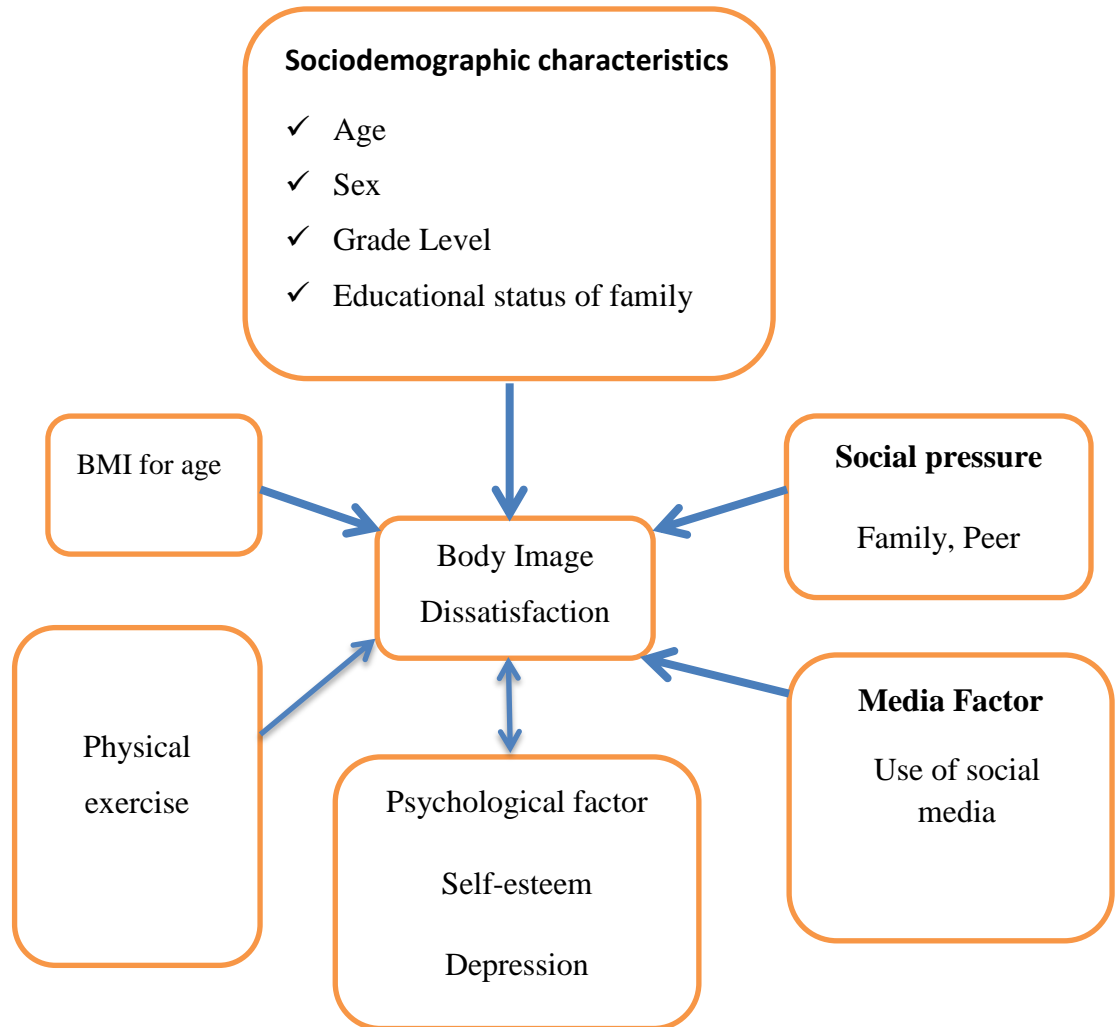 Sociodemographic characteristics
✓ Age
✓ Sex
✓ Grade Level
✓ Educational status of family
BMI for age
Social pressure
Family, Peer
Body Image
Dissatisfaction
Physical
exercise
Psychological factor
Self-esteem
Depression
Media Factor
Use of social
media